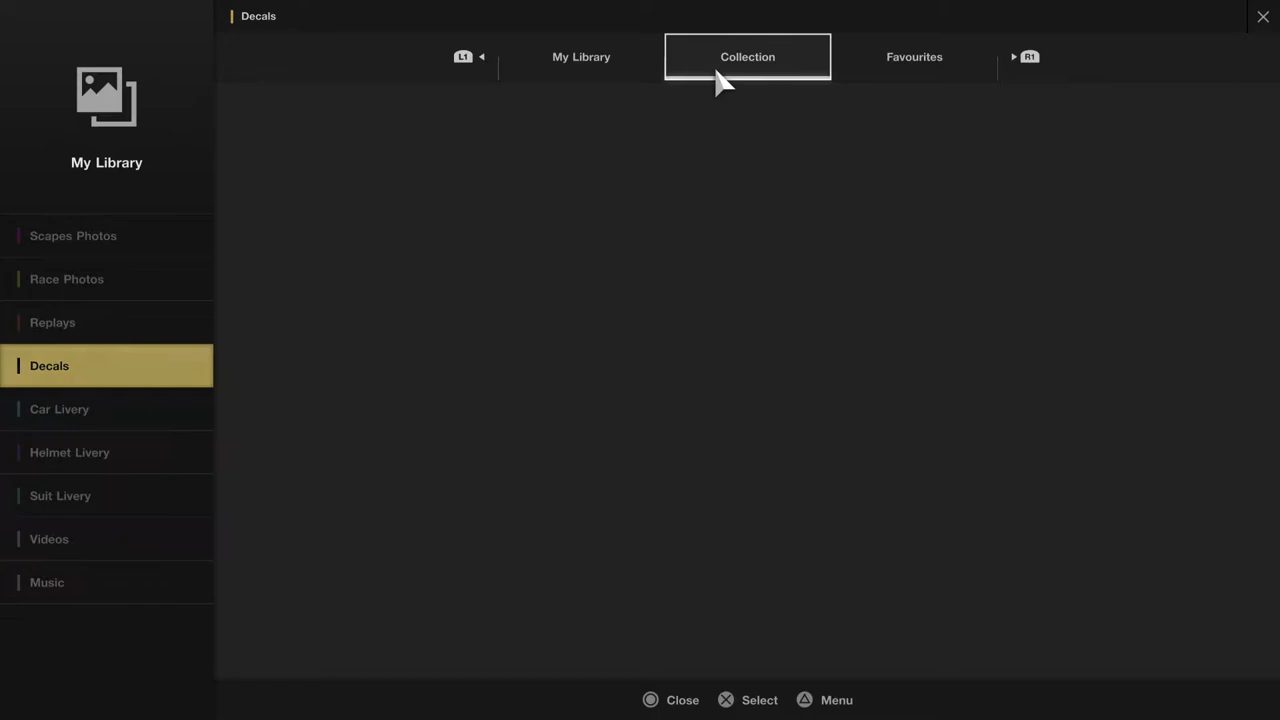 Decals
L1
My Library
Collection
Favourites
R1
My Library
Scapes Photos
Race Photos
Replays
Decals
Car Livery
Helmet Livery
Suit Livery
Videos
Music
Close
Select
Menu